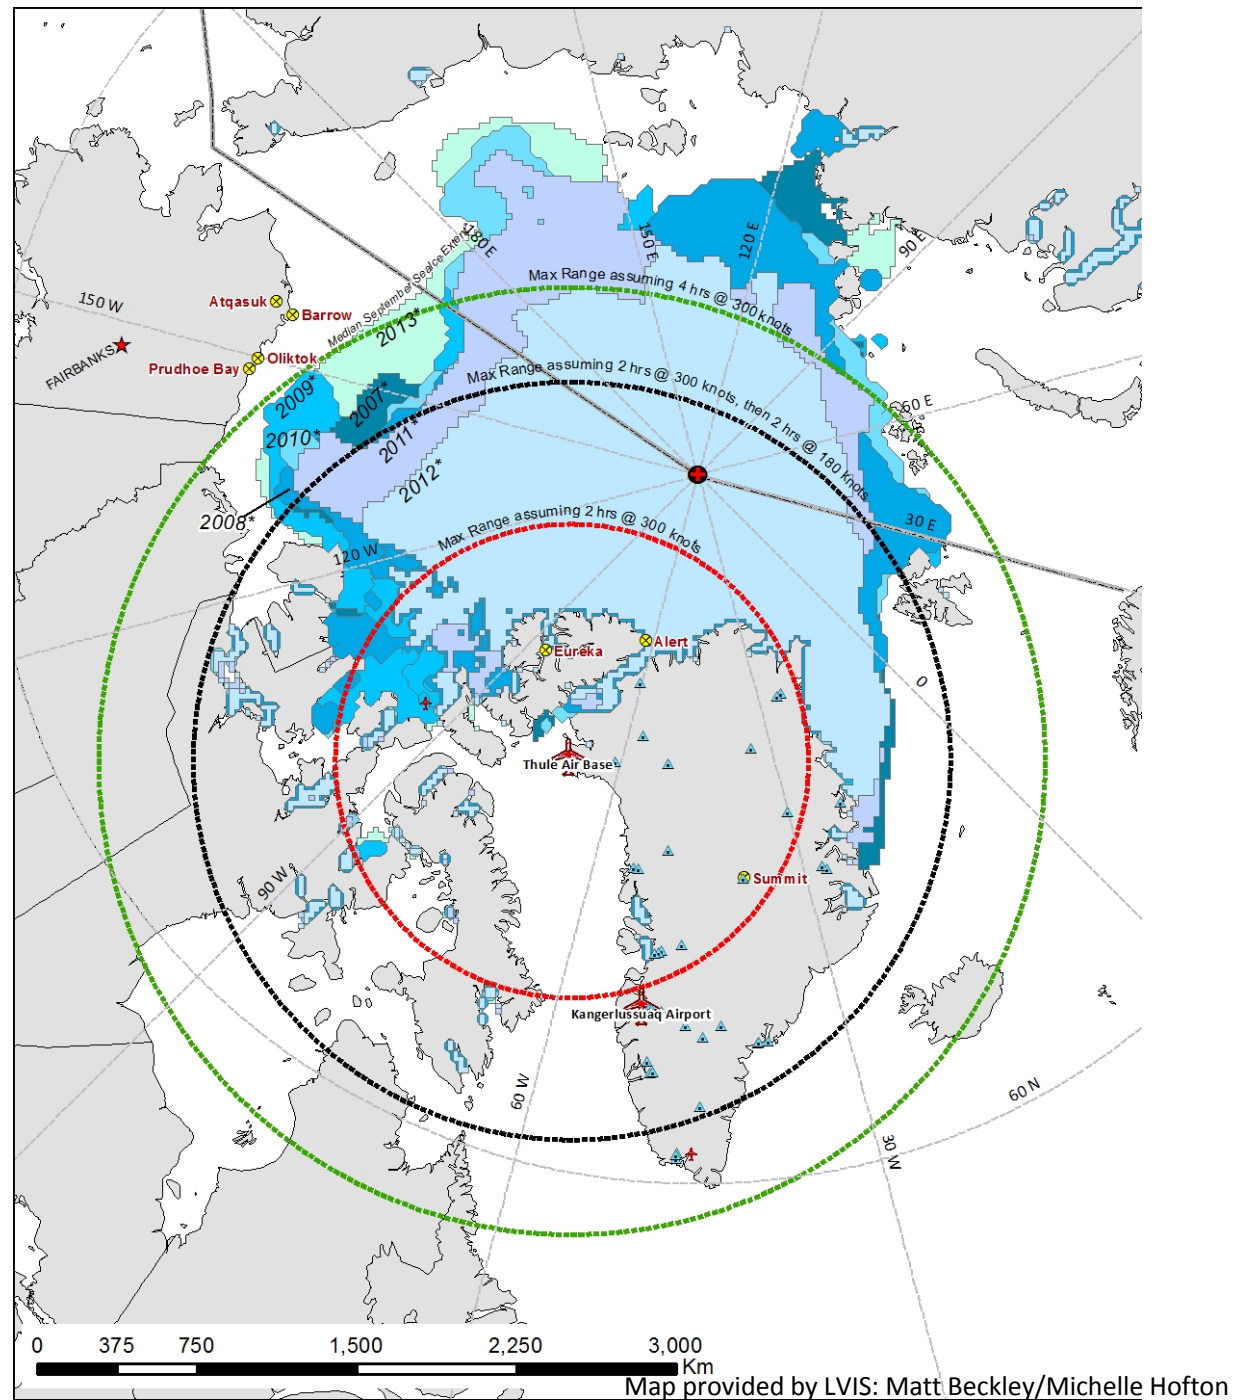 180 E
150 E
120 E
90 E
Max Range assuming 4 hrs @ 300 knots
Median September SeaIce Extent
150 W
Atqasuk
Barrow
2013*
FAIRBANKS
Oliktok
Prudhoe Bay
Max Range assuming 2 hrs @ 300 knots, then 2 hrs @ 180 knots
2009*
2007*
60 E
2010*
2011*
2012*
2008*
30 E
Max Range assuming 2 hrs @ 300 knots
120 W
Alert
Eureka
0
Thule Air Base
Summit
90 W
Kangerlussuaq Airport
60 W
60 N
30 W
0 375 750 1,500 2,250 3,000
Km
Map provided by LVIS: Matt Beckley/Michelle Hofton